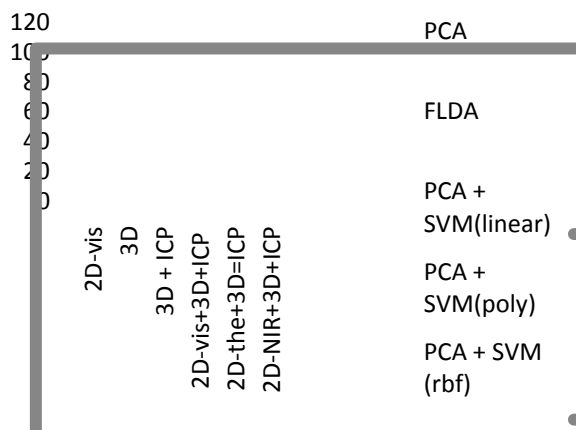 120
100
80
60
40
20
0
2D-vis
3D
3D + ICP
2D-vis+3D+ICP
2D-the+3D=ICP
2D-NIR+3D+ICP
PCA
FLDA
PCA +
SVM(linear)
PCA +
SVM(poly)
PCA + SVM
(rbf)